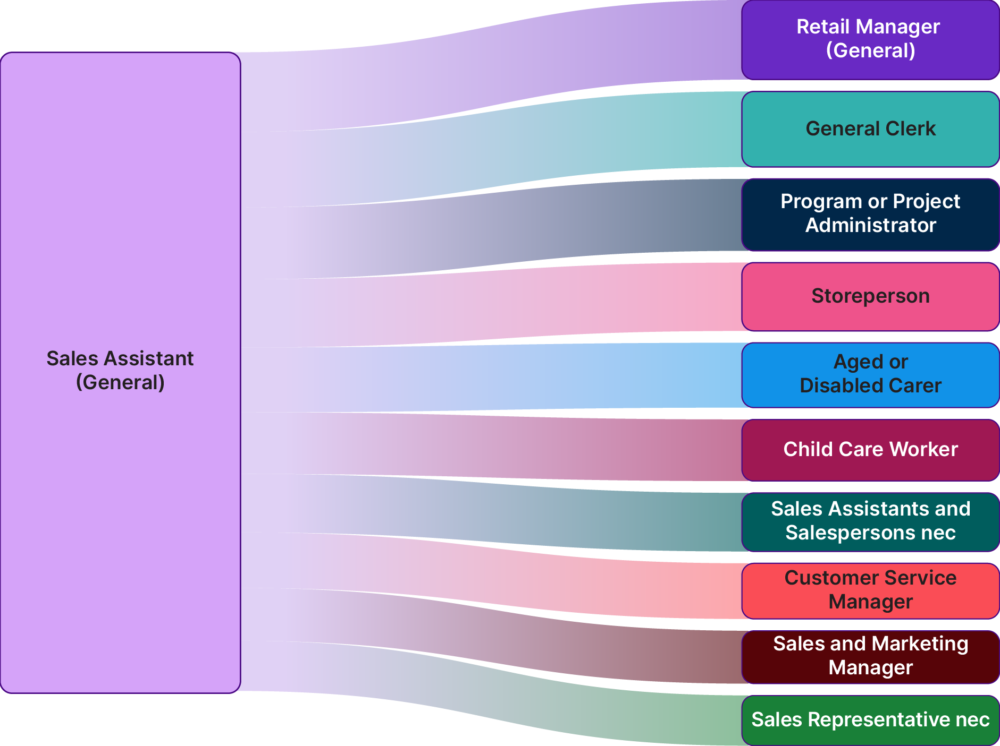 Retail Manager
(General)
General Clerk
Program or Project
Administrator
Storeperson
Sales Assistant
(General)
Aged or
Disabled Carer
Child Care Worker
Sales Assistants and
Salespersons nec
Customer Service
Manager
Sales and Marketing
Manager
Sales Representative nec